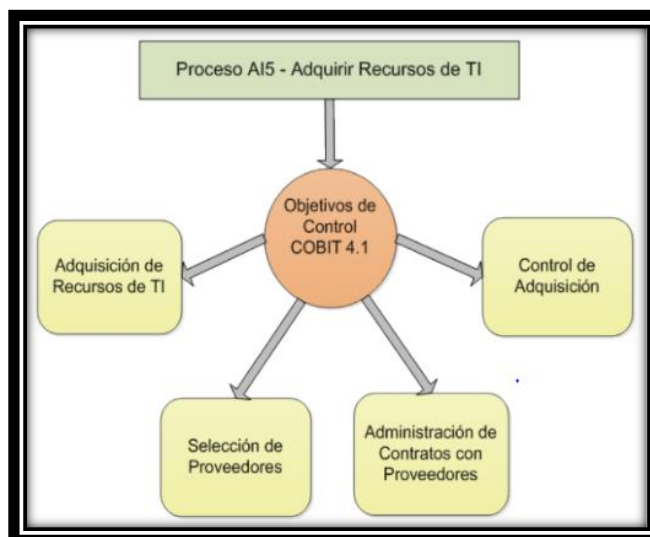 Proceso AI5 - Adquirir Recursos de TI
Objetivos de
Control
COBIT 4.1
Adquisición de
Recursos de TI
Control de
Adquisición
Selección de
Proveedores
Administración de
Contratos con
Proveedores